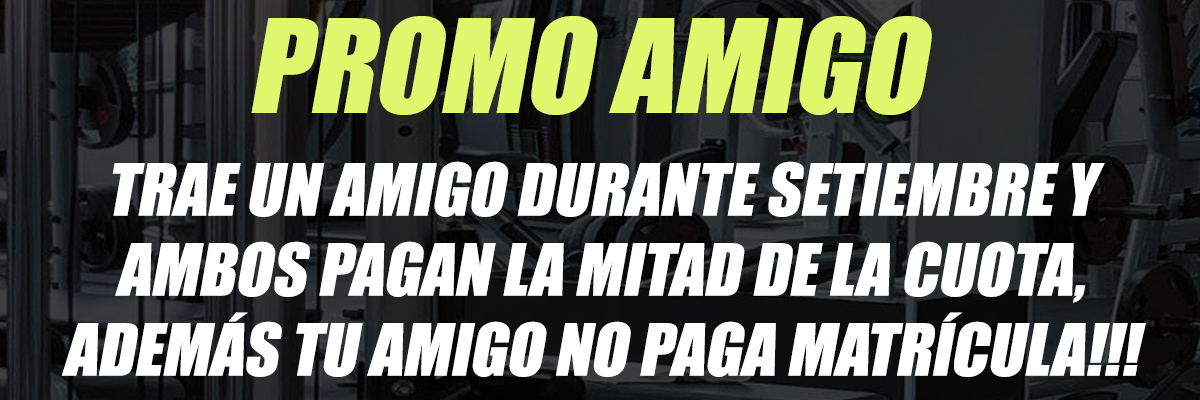 PROMO AMIGO
TRAE UN AMIGO DURANTE SETIEMBRE Y
AMBOS PAGAN LA MITAD DE LA CUOTA,
ADEMÁS TU AMIGO NO PAGA MATRÍCULA!!!